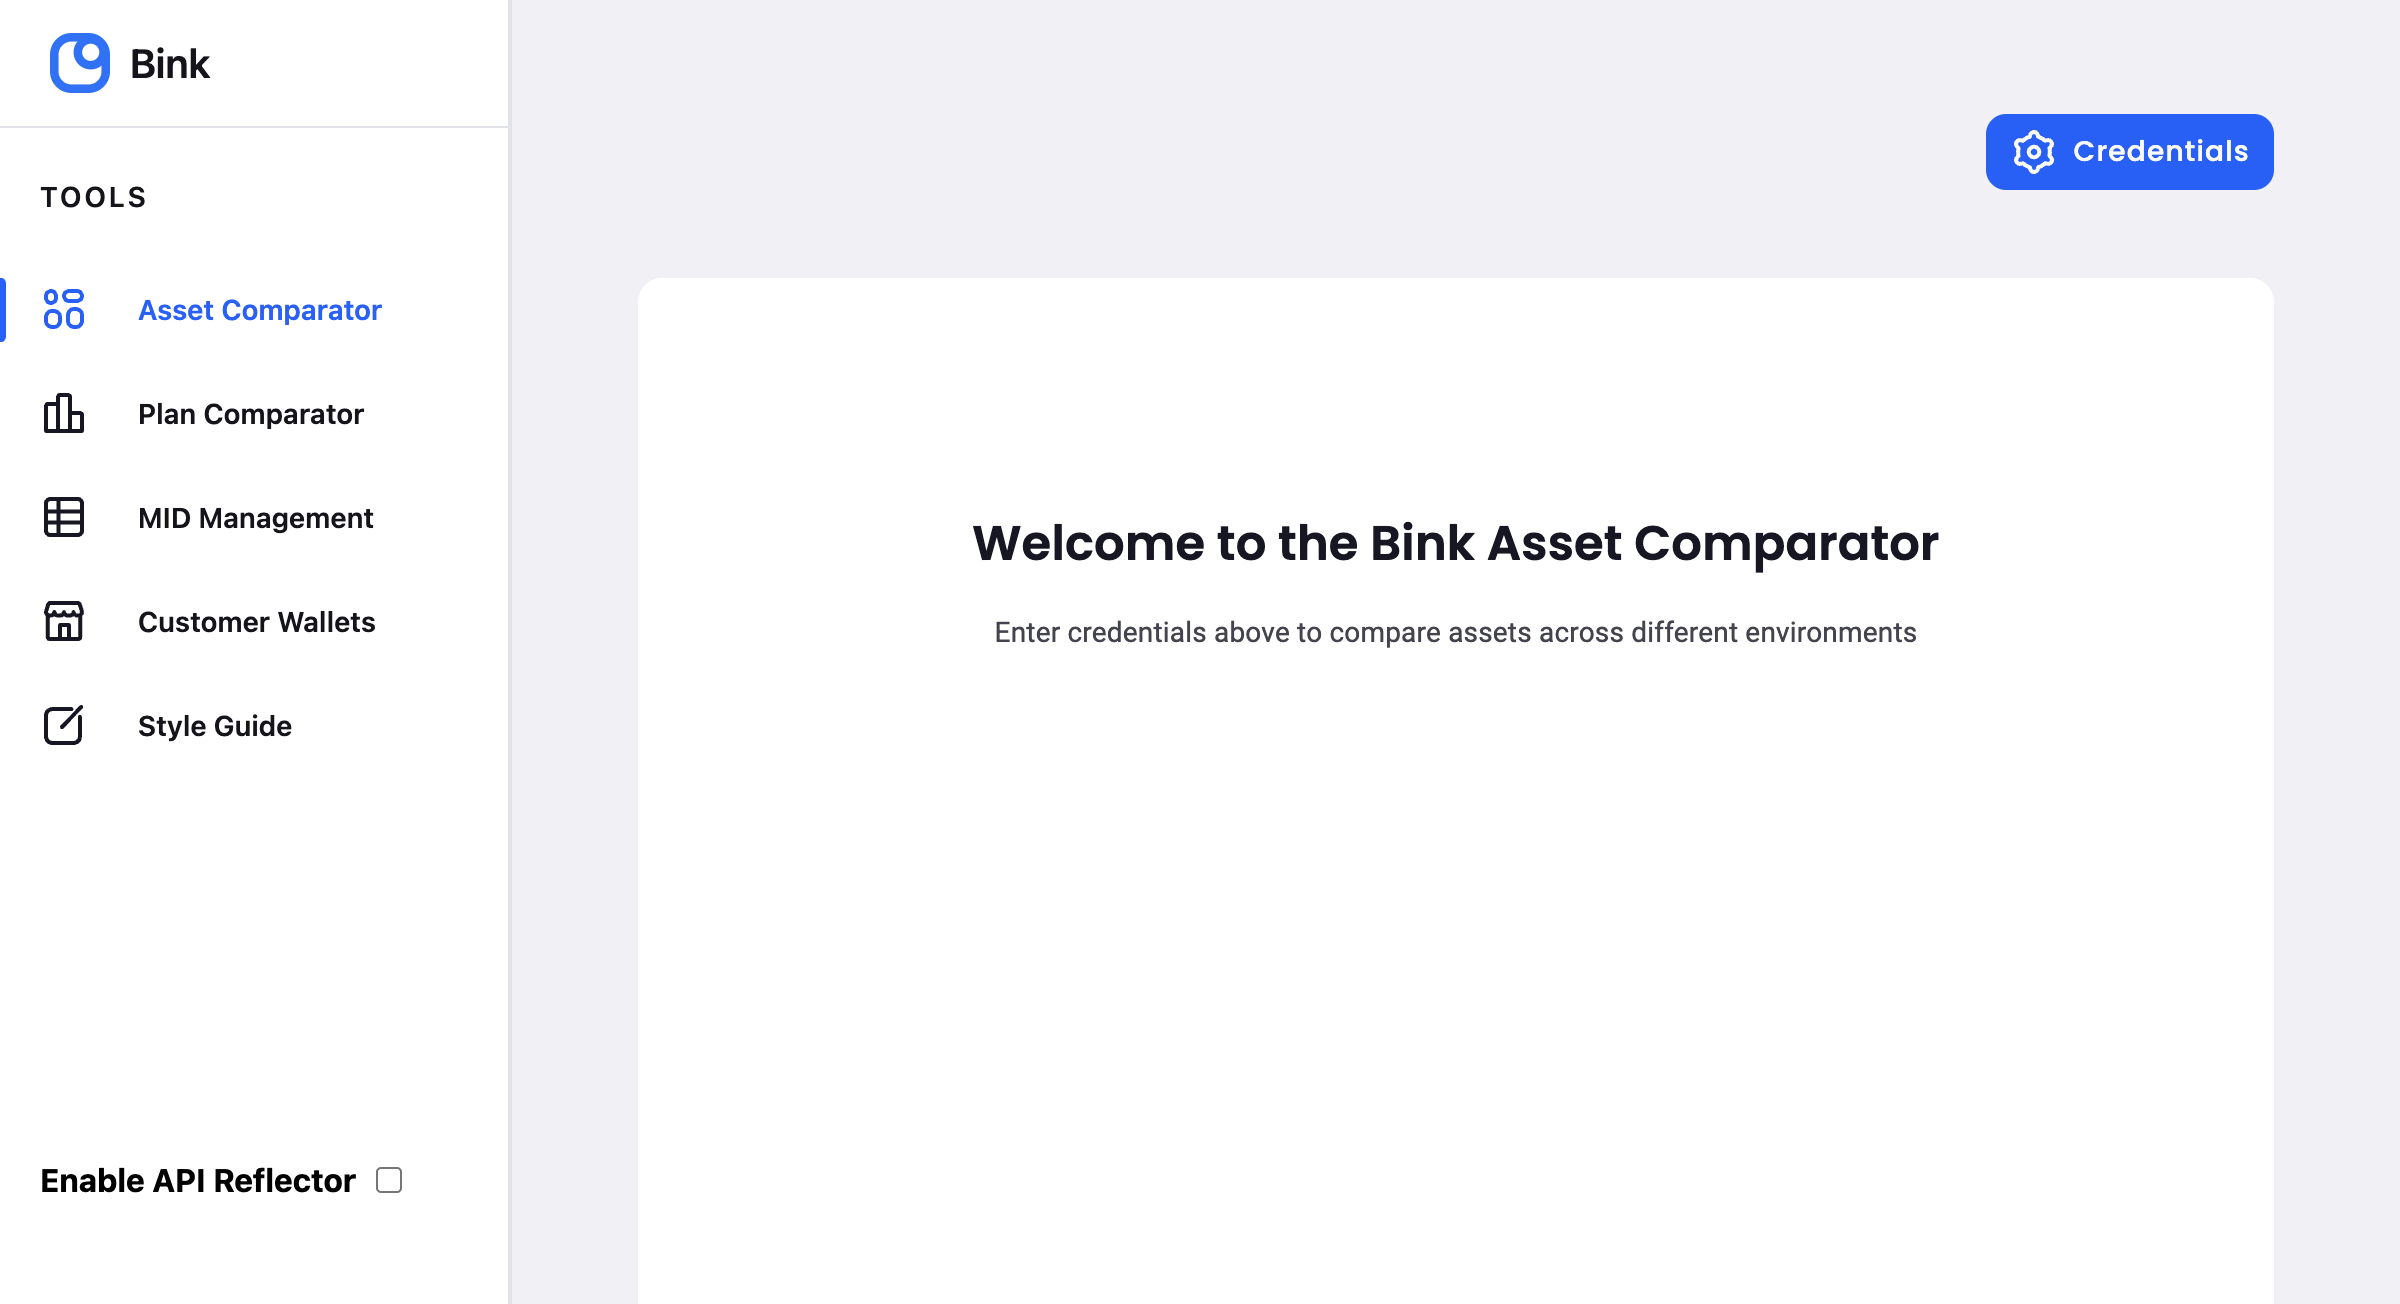 Bink
TOOLS
Asset Comparator
Plan Comparator
MID Management
Customer Wallets
Style Guide
Enable API Reflector
Credentials
Welcome to the Bink Asset Comparator
Enter credentials above to compare assets across different environments